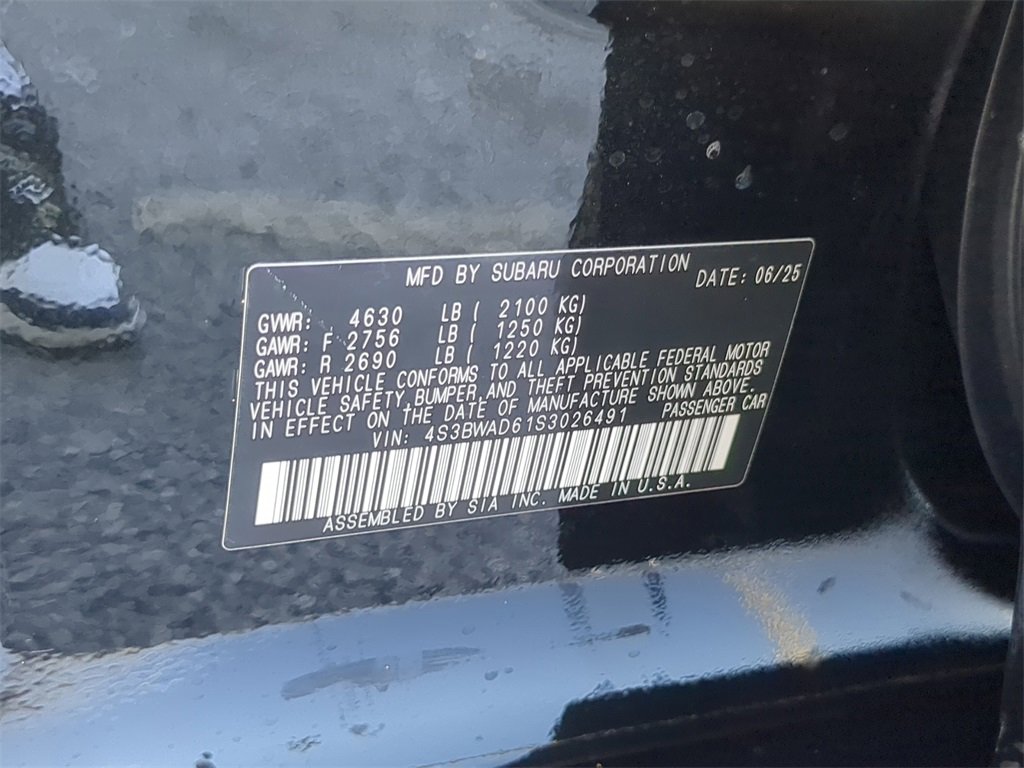 MFD BY SUBARU CORPORATION DATE: 06/25
GVWR: 4630 LB ( 2100 KG)
GAWR: F 2756 LB ( 1250 KG)
GAWR: R 2690 LB ( 1220 KG)
THIS VEHICLE CONFORMS TO ALL APPLICABLE FEDERAL MOTOR
VEHICLE SAFETY,BUMPER,AND THEFT PREVENTION STANDARDS
IN EFFECT ON THE DATE OF MANUFACTURE SHOWN ABOVE.
VIN: 4S3BWAD61S3026491 PASSENGER CAR
ASSEMBLED BY SIA INC. MADE IN U.S.A.